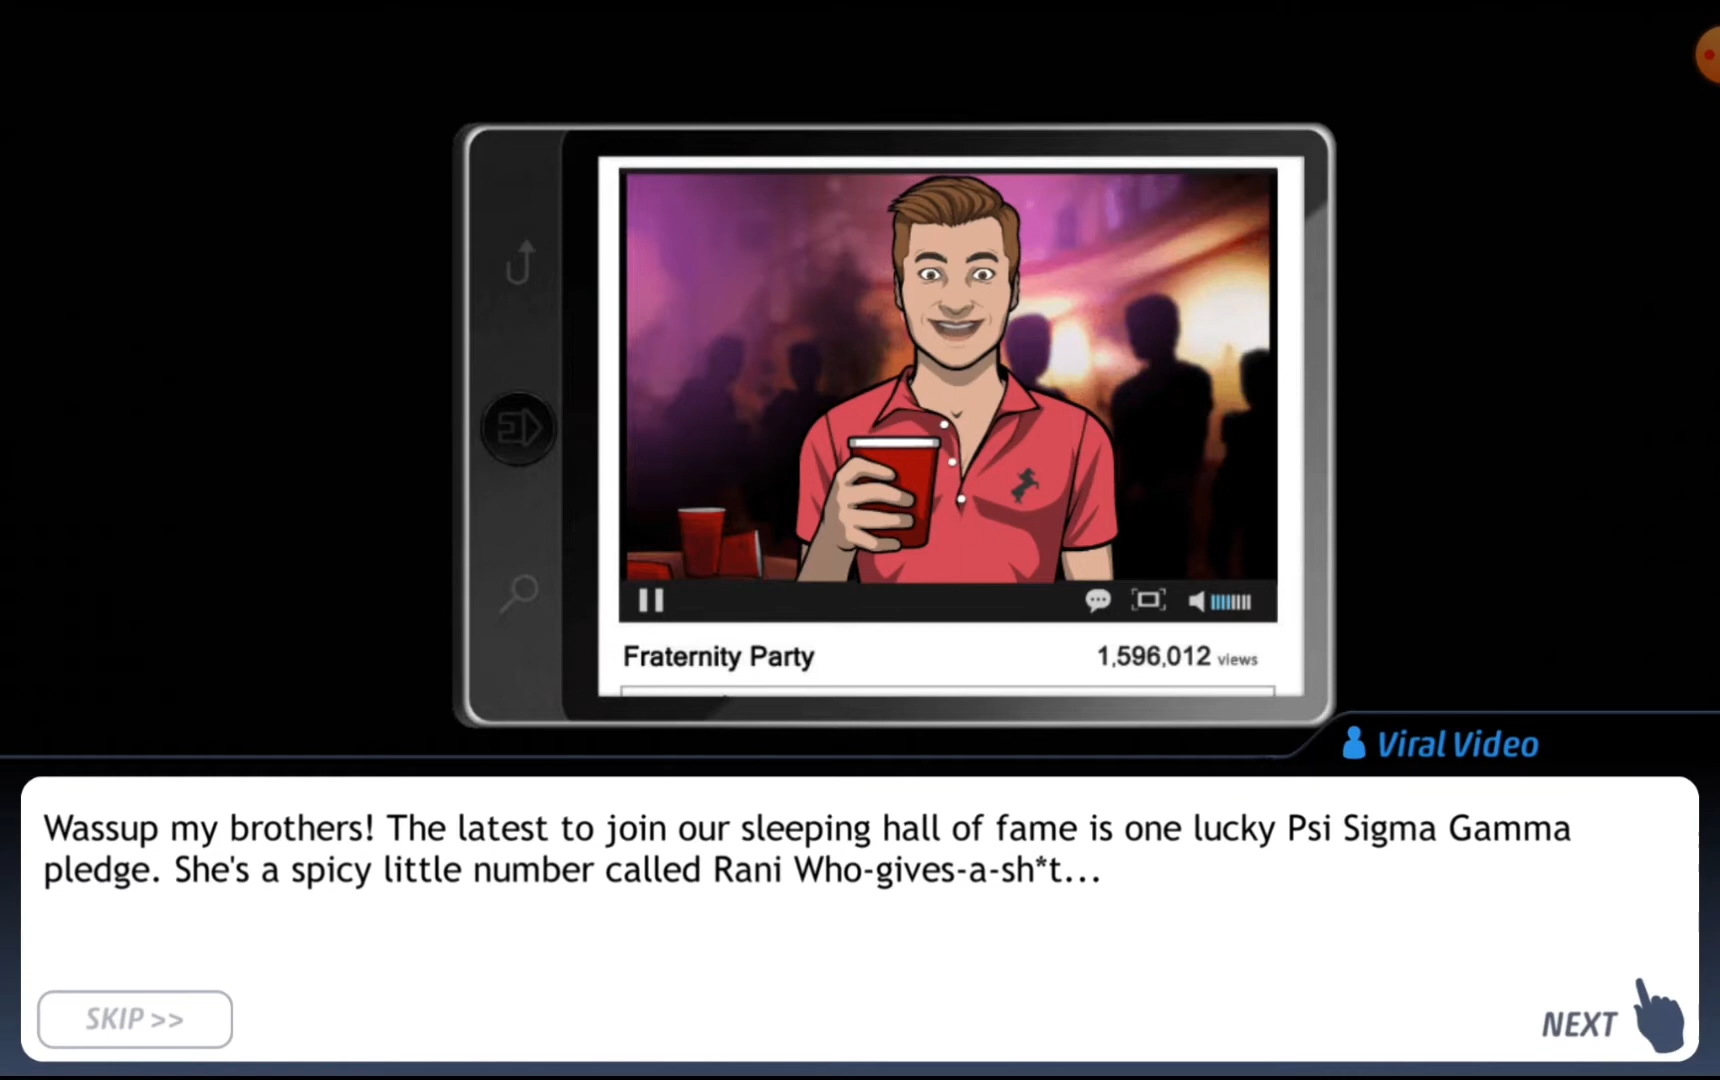 Fraternity Party
1,596,012 views
Viral Video
Wassup my brothers! The latest to join our sleeping hall of fame is one lucky Psi Sigma Gamma
pledge. She's a spicy little number called Rani Who-gives-a-sh*t...
SKIP >>
NEXT